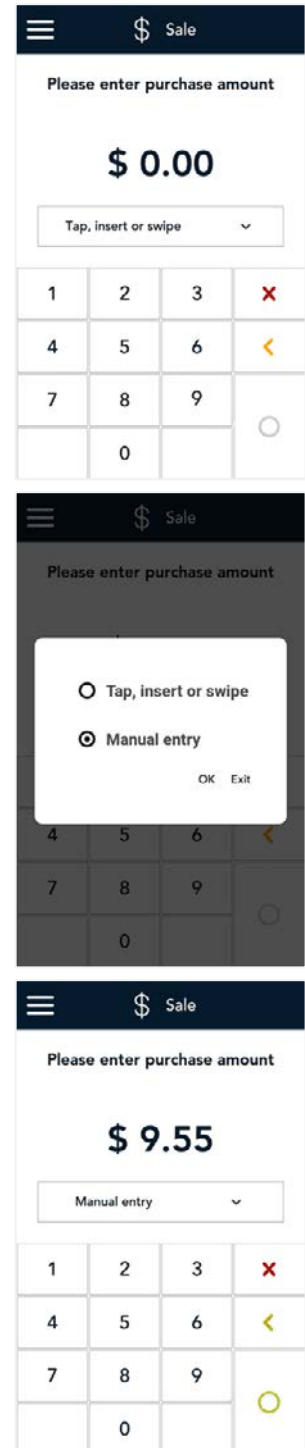 $ Sale
Please enter purchase amount
$ 0.00
Tap, insert or swipe
1 2 3
4 5 6
7 8 9
0
$ Sale
Please enter purchase amount
Tap, insert or swipe
Manual entry
OK Exit
4 5 6
7 8 9
0
$ Sale
Please enter purchase amount
$ 9.55
Manual entry
1 2 3
4 5 6
7 8 9
0